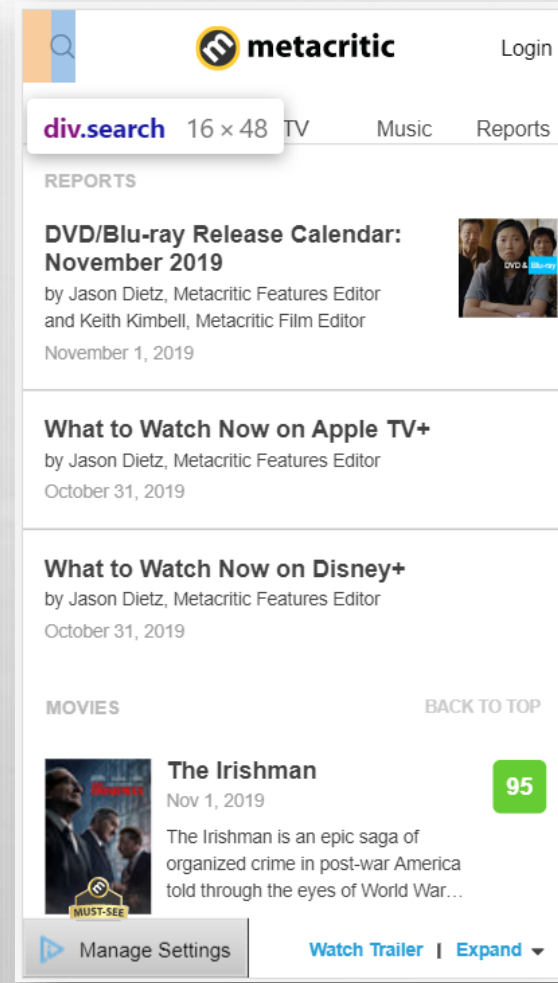 metacritic
Login
div.search 16 × 48 TV Music Reports
REPORTS
DVD/Blu-ray Release Calendar:
November 2019
by Jason Dietz, Metacritic Features Editor
and Keith Kimbell, Metacritic Film Editor
November 1, 2019
DVD & Blu-ray
What to Watch Now on Apple TV+
by Jason Dietz, Metacritic Features Editor
October 31, 2019
What to Watch Now on Disney+
by Jason Dietz, Metacritic Features Editor
October 31, 2019
MOVIES
BACK TO TOP
The Irishman
95
Nov 1, 2019
The Irishman is an epic saga of
organized crime in post-war America
told through the eyes of World War…
MUST-SEE
Manage Settings
Watch Trailer | Expand